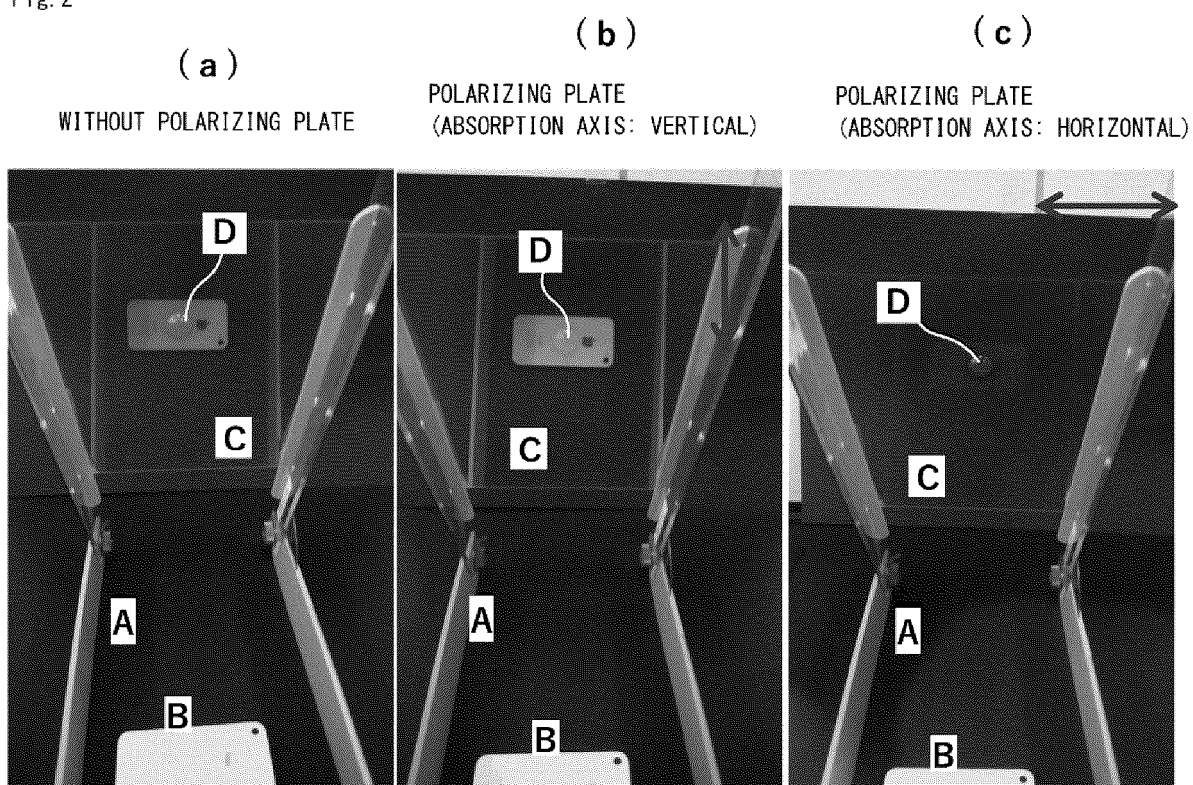 Fig. 2
(a)
WITHOUT POLARIZING PLATE
D
C
A
B
(b)
POLARIZING PLATE
(ABSORPTION AXIS: VERTICAL)
D
C
A
B
(c)
POLARIZING PLATE
(ABSORPTION AXIS: HORIZONTAL)
D
C
A
B